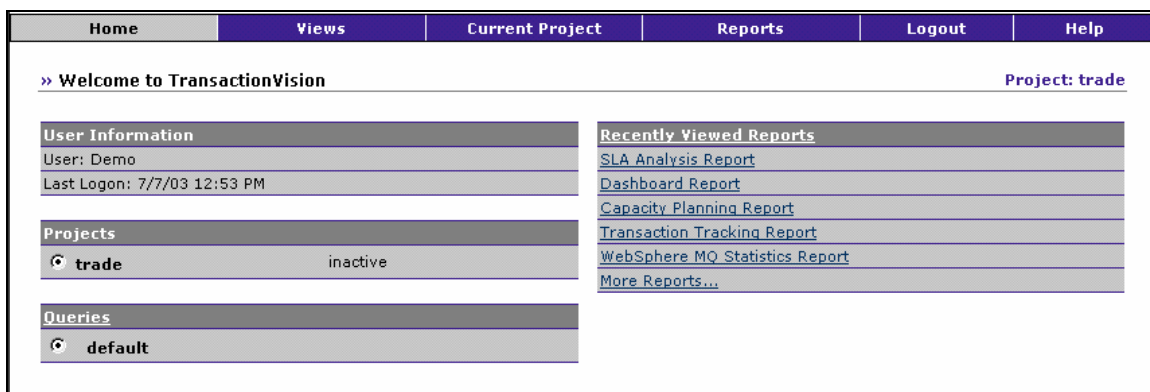 Home Views Current Project Reports Logout Help
» Welcome to TransactionVision Project: trade
User Information
User: Demo
Last Logon: 7/7/03 12:53 PM
Projects
trade inactive
Queries
default
Recently Viewed Reports
SLA Analysis Report
Dashboard Report
Capacity Planning Report
Transaction Tracking Report
WebSphere MQ Statistics Report
More Reports...